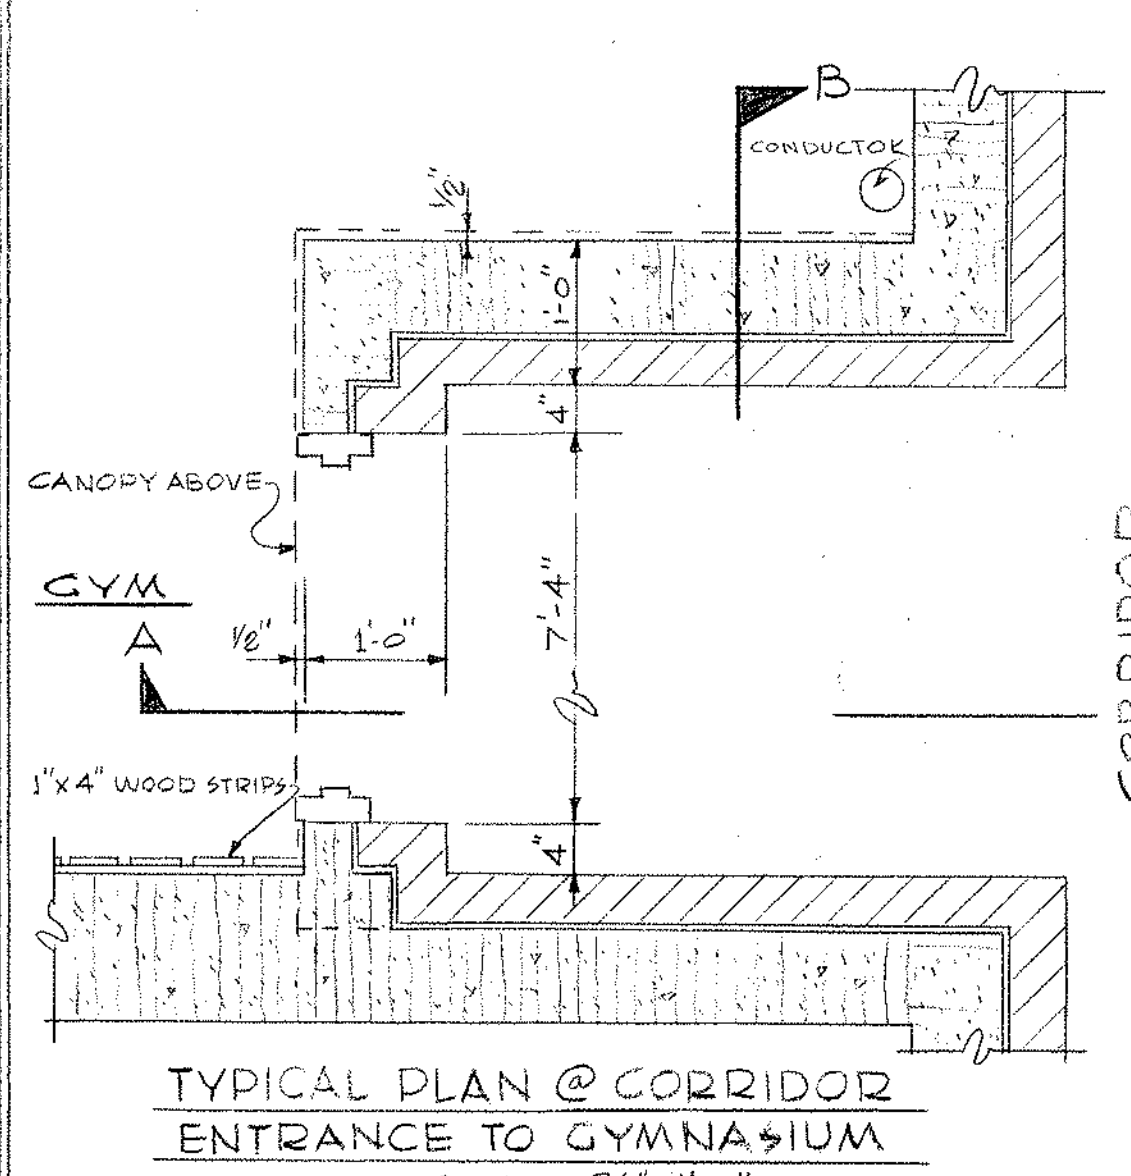 B
CONDUCTOR
1/2"
1'-0"
4"
CANOPY ABOVE
GYM
A
1/2"
1'-0"
7'-4"
CORRIDOR
1"x4" WOOD STRIPS
4"
TYPICAL PLAN @ CORRIDOR
ENTRANCE TO GYMNASIUM